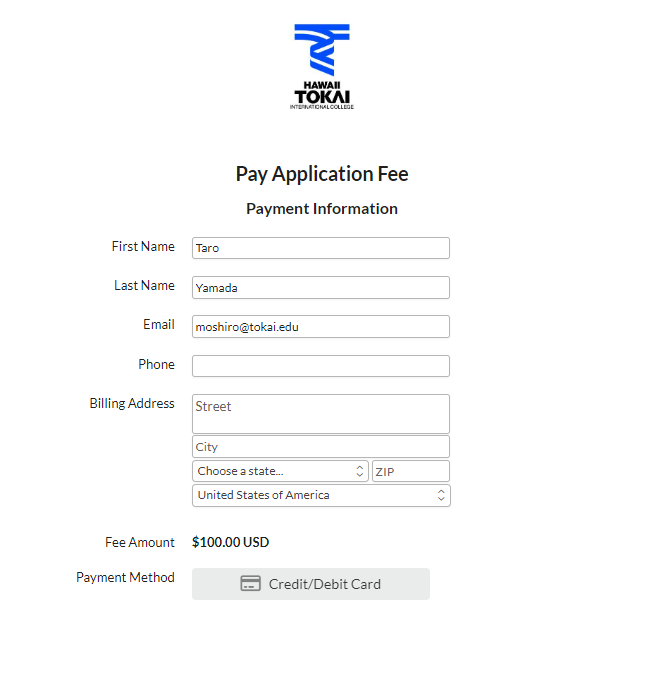 HAWAII
TOKAI
INTERNATIONAL COLLEGE
Pay Application Fee
Payment Information
First Name Taro
Last Name Yamada
Email moshiro@tokai.edu
Phone
Billing Address Street
City
Choose a state... ZIP
United States of America
Fee Amount $100.00 USD
Payment Method Credit/Debit Card